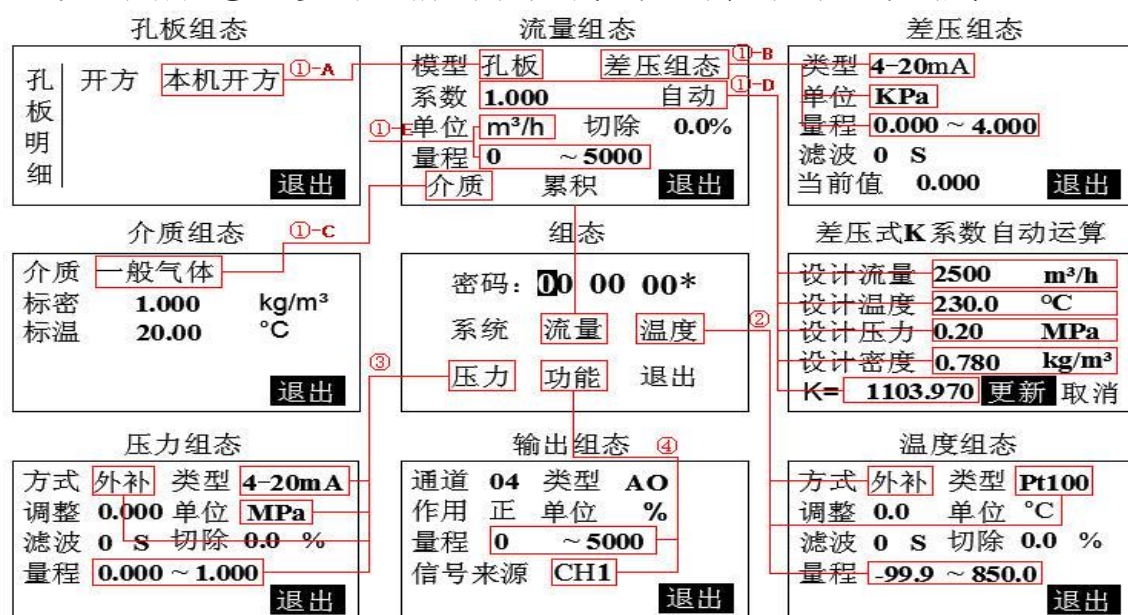 孔板组态
孔板明细
开方 本机开方
退出
①-A
流量组态
模型 孔板 差压组态
系数 1.000 自动
单位 m³/h 切除 0.0%
量程 0 ~ 5000
介质 累积 退出
①-B
①-D
①-E
差压组态
类型 4-20mA
单位 KPa
量程 0.000 ~ 4.000
滤波 0 S
当前值 0.000 退出
介质组态
①-C
介质 一般气体
标密 1.000 kg/m³
标温 20.00 °C
退出
组态
密码: 00 00 00*
系统 流量 温度
压力 功能 退出
②
③
差压式K系数自动运算
设计流量 2500 m³/h
设计温度 230.0 °C
设计压力 0.20 MPa
设计密度 0.780 kg/m³
K= 1103.970 更新 取消
压力组态
方式 外补 类型 4-20mA
调整 0.000 单位 MPa
滤波 0 S 切除 0.0 %
量程 0.000 ~ 1.000
退出
输出组态
④
通道 04 类型 AO
作用 正 单位 %
量程 0 ~ 5000
信号来源 CH1
退出
温度组态
方式 外补 类型 Pt100
调整 0.0 单位 °C
滤波 0 S 切除 0.0 %
量程 -99.9 ~ 850.0
退出